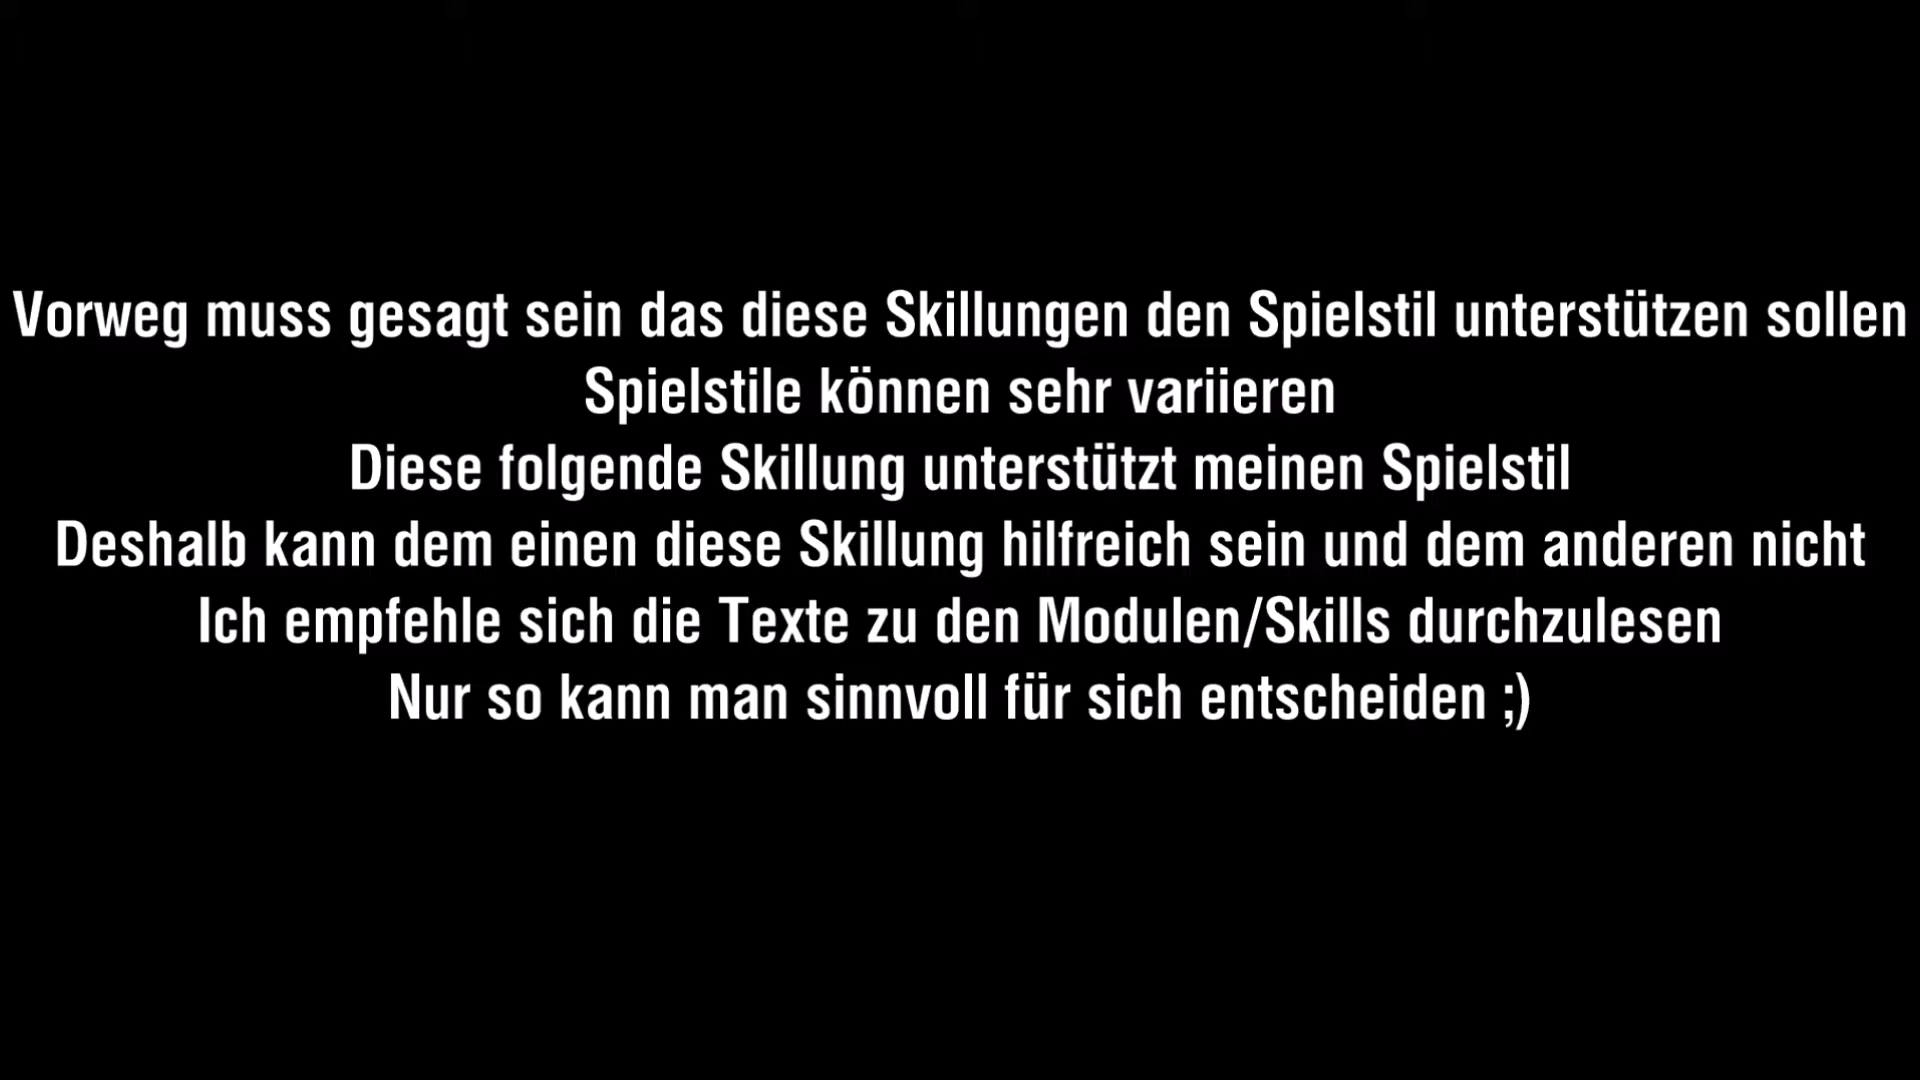 Vorweg muss gesagt sein das diese Skillungen den Spielstil unterstützen sollen
Spielstile können sehr variieren
Diese folgende Skillung unterstützt meinen Spielstil
Deshalb kann dem einen diese Skillung hilfreich sein und dem anderen nicht
Ich empfehle sich die Texte zu den Modulen/Skills durchzulesen
Nur so kann man sinnvoll für sich entscheiden ;)